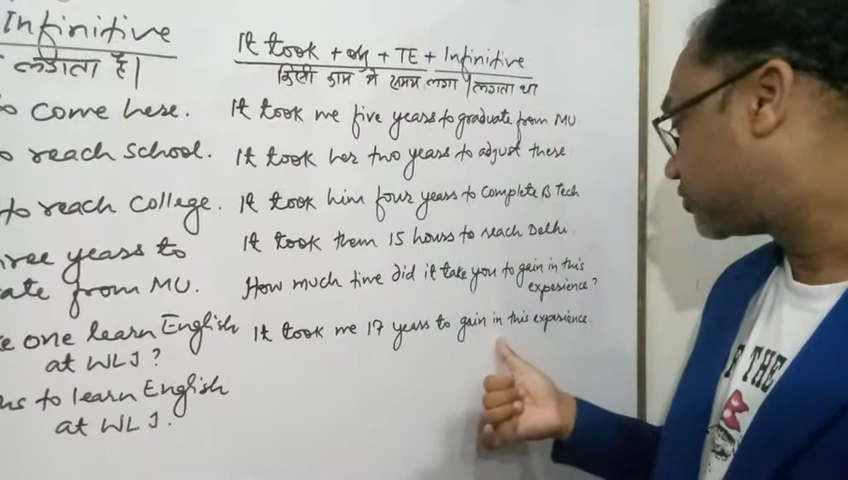 Infinitive
लगता है।
o come here.
o reach school.
to reach College.
hree years to
ate from MU.
e one learn English
at WLJ?
ns to learn English
at WLJ.
It took + obj + TE + Infinitive
किसी काम में समय लगा / लगता था
It took me five years to graduate from MU.
It took her two years to adjust there
It took him four years to Complete B Tech
It took them 15 hours to reach Delhi.
How much time did it take you to gain in this
experience?
It took me 17 years to gain in this experience.
THE